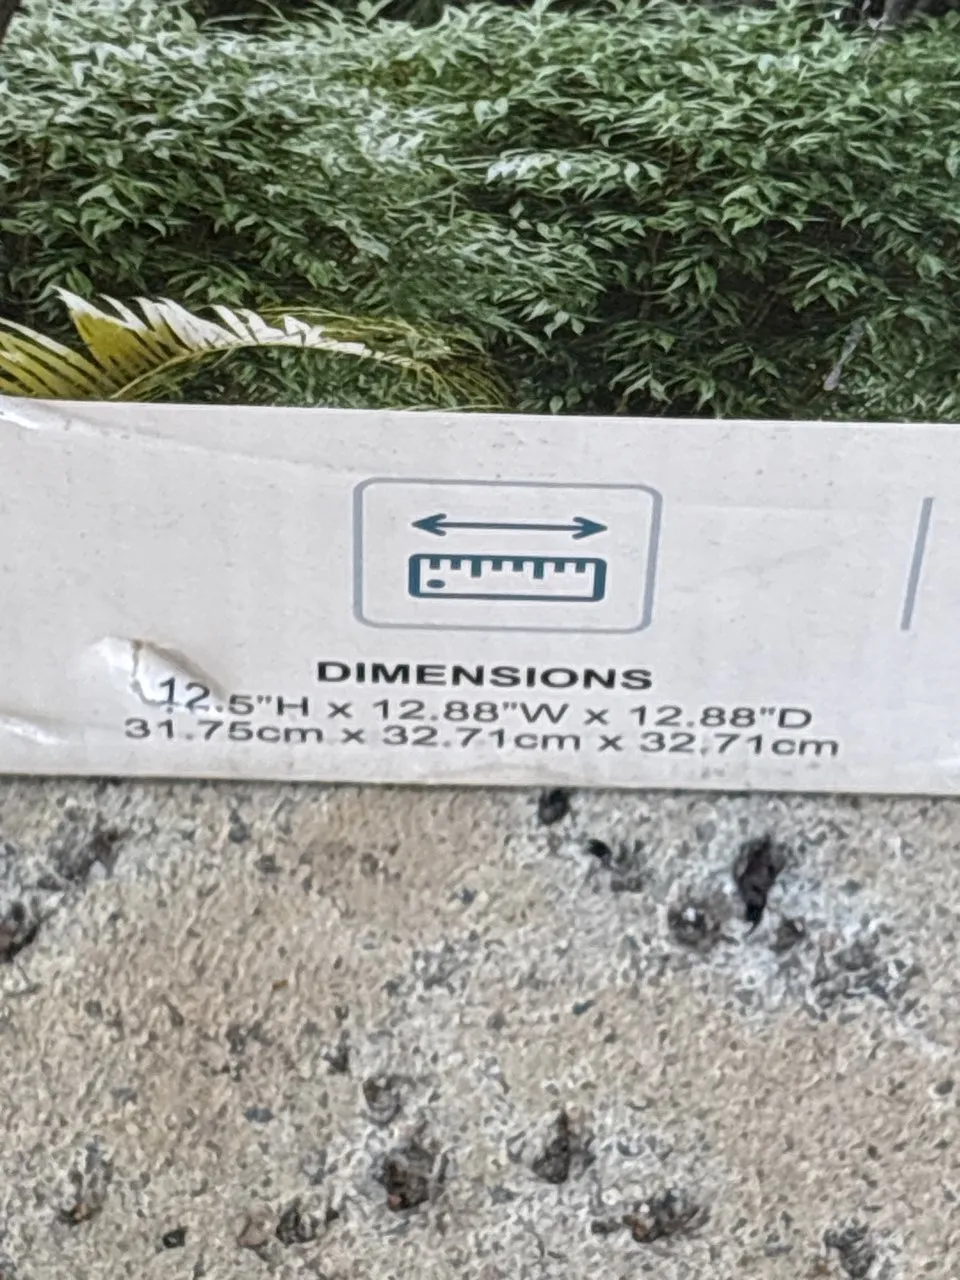 DIMENSIONS
12.5"H x 12.88"W x 12.88"D
31.75cm x 32.71cm x 32.71cm